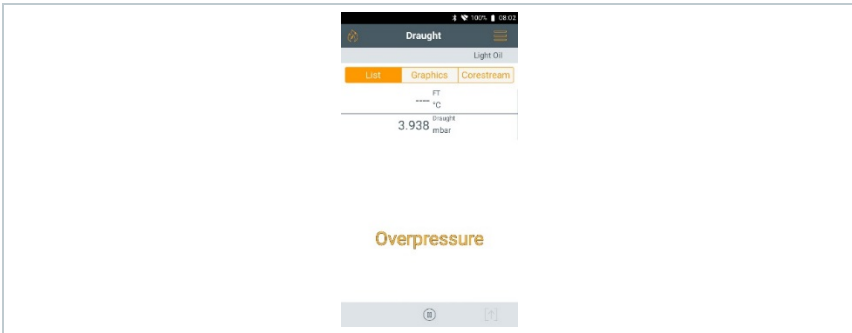 100% 08:02
Draught
Light Oil
List Graphics Corestream
FT
---- °C
Draught
3.938 mbar
Overpressure